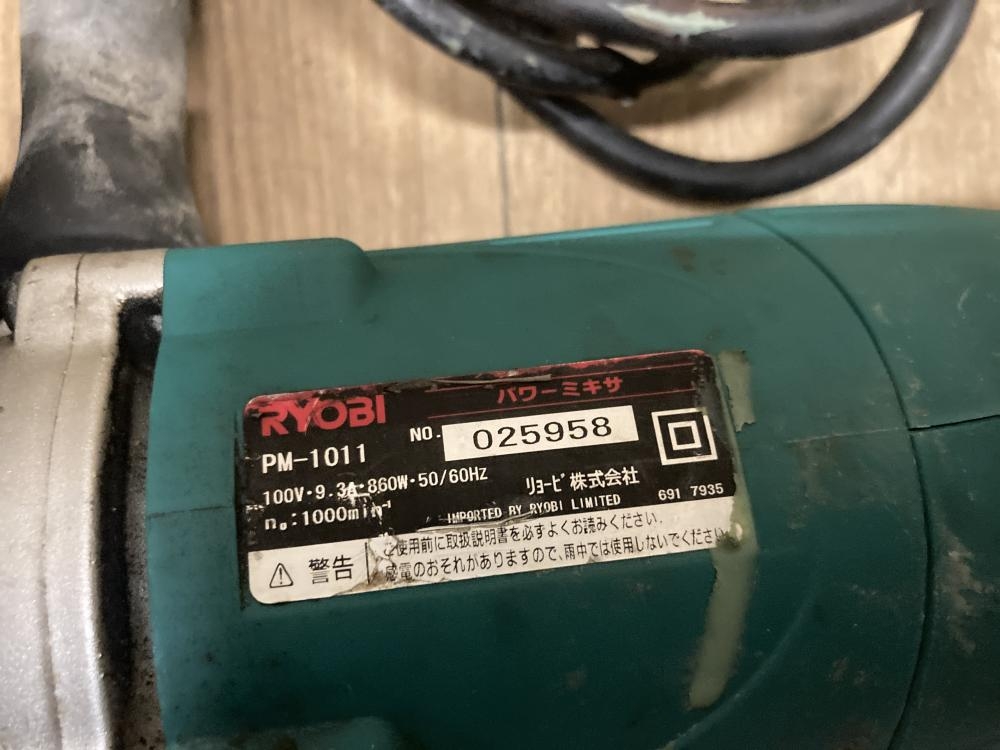 RYOBI
パワーミキサ
NO. 025958
PM-1011
100V・9.3A・860W・50/60HZ
リョービ株式会社
n₀:1000min⁻¹
IMPORTED BY RYOBI LIMITED
691 7935
⚠ 警告
ご使用前に取扱説明書を必ずよくお読みください.
感電のおそれがありますので、雨中では使用しないでください.